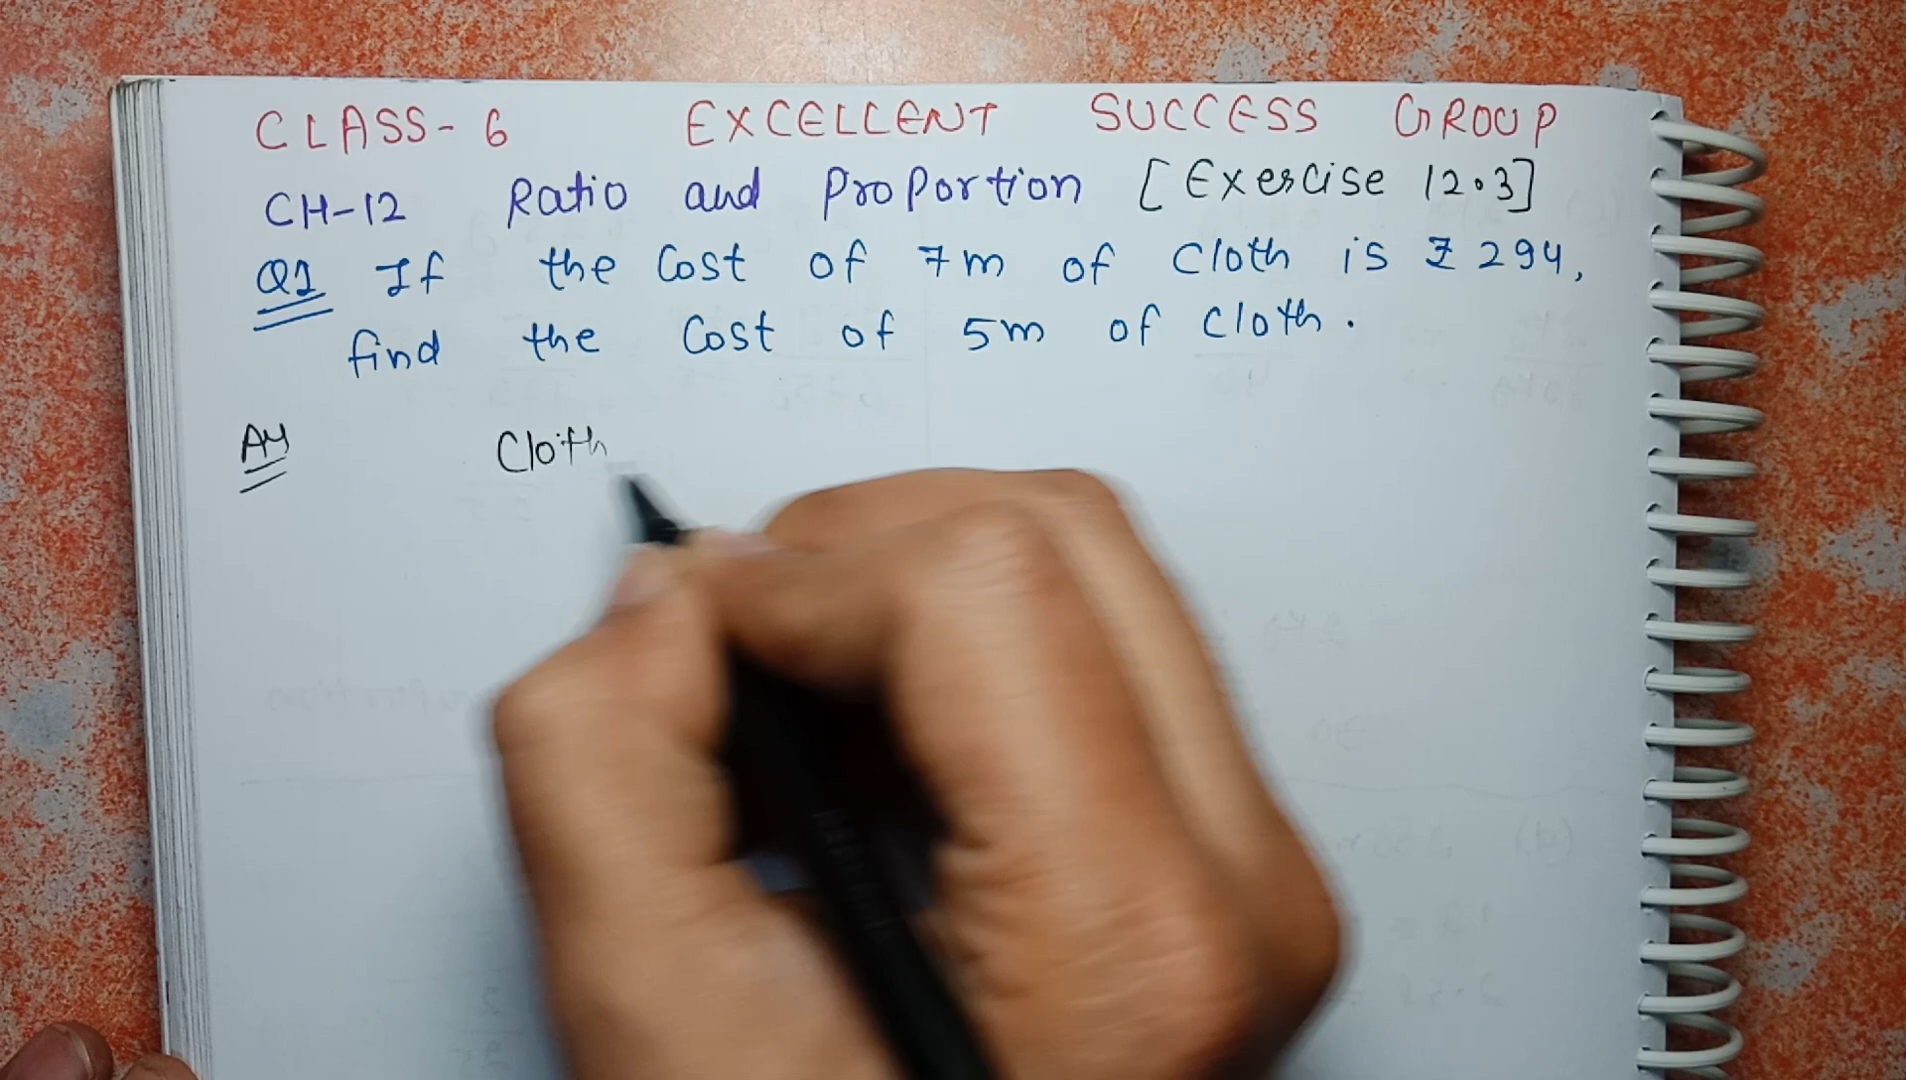 CLASS-6 EXCELLENT SUCCESS GROUP
CH-12 Ratio and Proportion [Exercise 12.3]
Q1 If the Cost of 7m of Cloth is ₹ 294,
find the Cost of 5m of Cloth.
Cloth